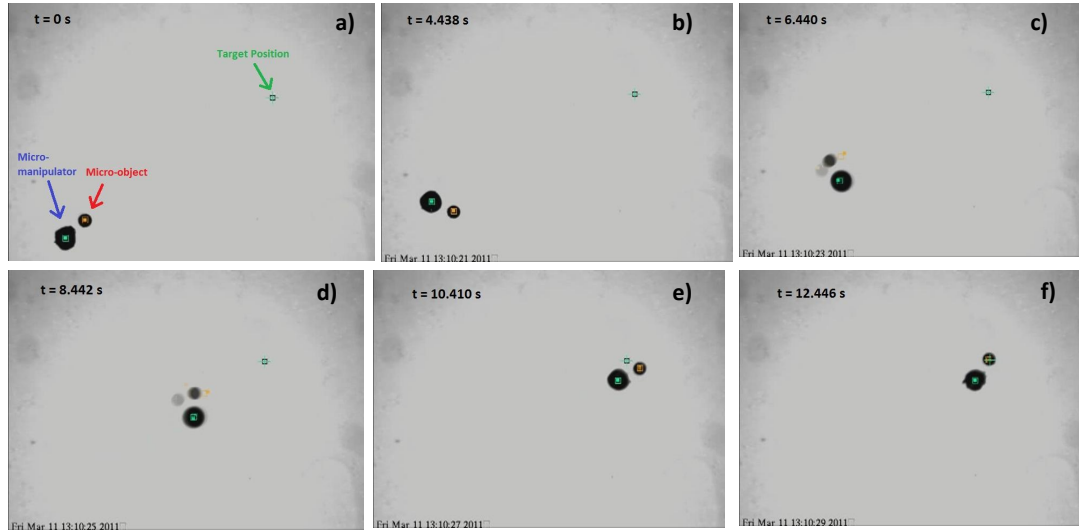 t = 0 s
a)
Target Position
Micro-
manipulator
Micro-object
t = 4.438 s
b)
Fri Mar 11 13:10:21 2011
t = 6.440 s
c)
Fri Mar 11 13:10:23 2011
t = 8.442 s
d)
Fri Mar 11 13:10:25 2011
t = 10.410 s
e)
Fri Mar 11 13:10:27 2011
t = 12.446 s
f)
Fri Mar 11 13:10:29 2011